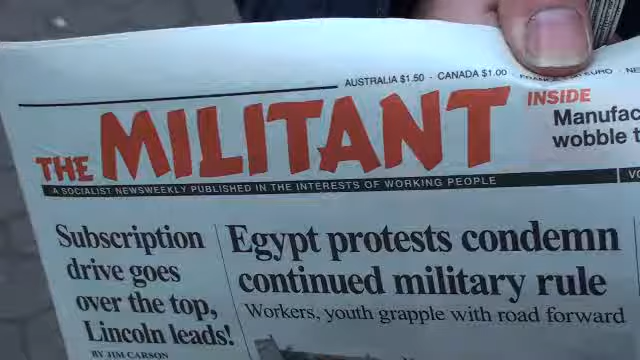 AUSTRALIA $1.50 · CANADA $1.00 ·
THE MILITANT
A SOCIALIST NEWSWEEKLY PUBLISHED IN THE INTERESTS OF WORKING PEOPLE
INSIDE
Manufac
wobble t
Subscription
drive goes
over the top,
Lincoln leads!
BY JIM CARSON
Egypt protests condemn
continued military rule
Workers, youth grapple with road forward